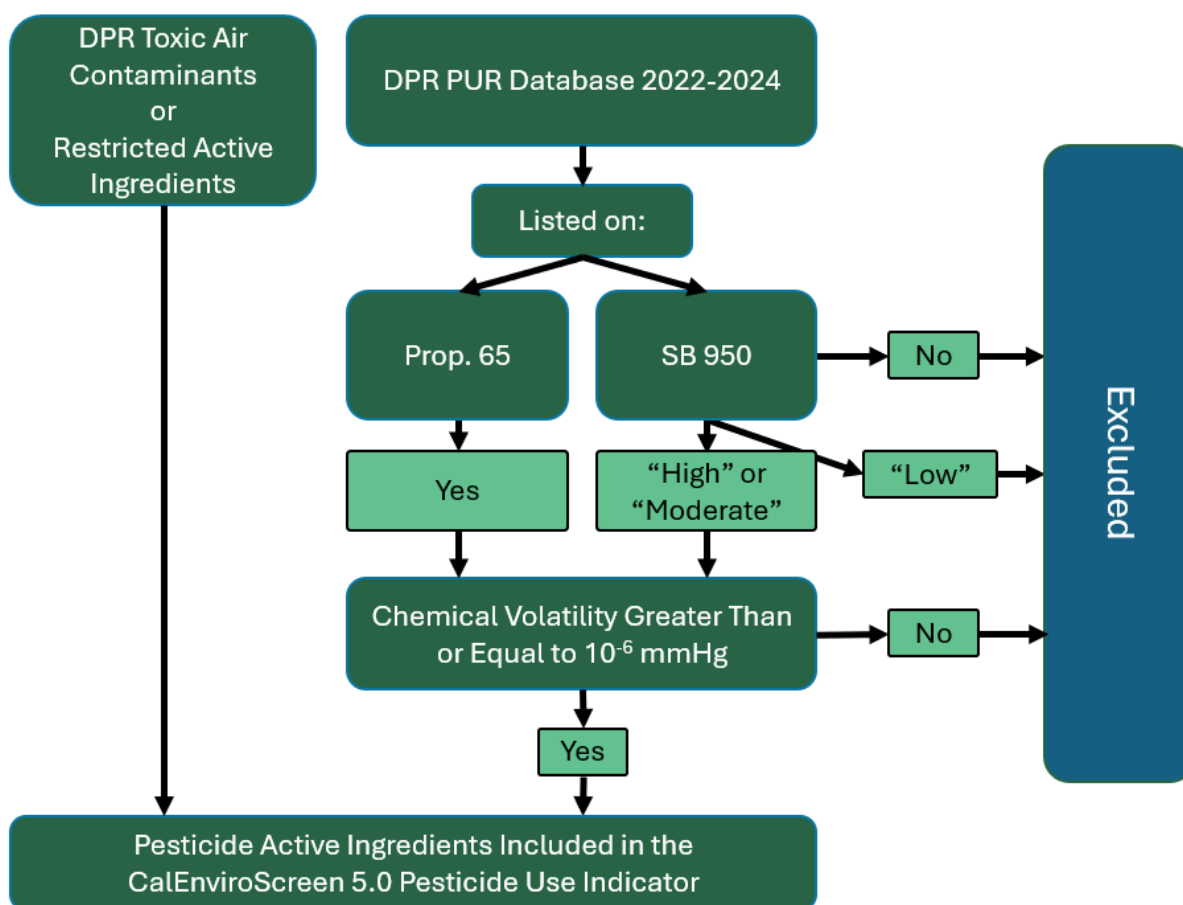 DPR Toxic Air
Contaminants
or
Restricted Active
Ingredients
DPR PUR Database 2022-2024
Listed on:
Prop. 65
SB 950
No
Yes
“High” or
“Moderate”
“Low”
Excluded
Chemical Volatility Greater Than
or Equal to 10⁻⁶ mmHg
No
Yes
Pesticide Active Ingredients Included in the
CalEnviroScreen 5.0 Pesticide Use Indicator